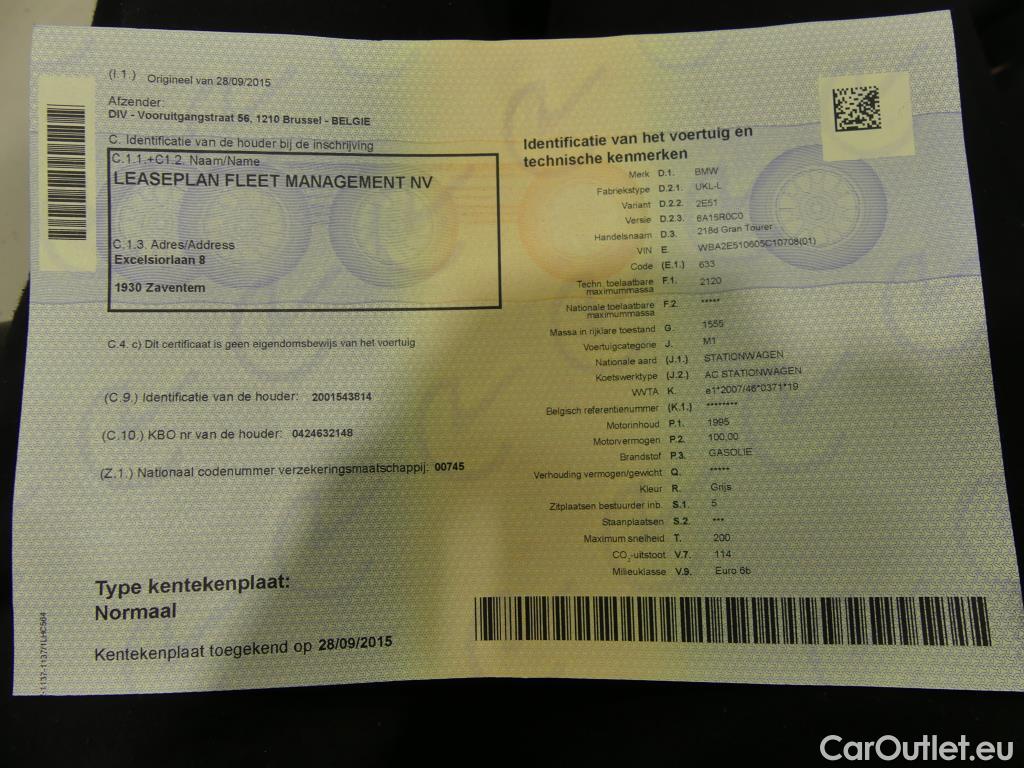 (I.1.) Origineel van 28/09/2015
Afzender:
DIV - Vooruitgangstraat 56, 1210 Brussel - BELGIE
C. Identificatie van de houder bij de inschrijving
C.1.1.+C1.2. Naam/Name
LEASEPLAN FLEET MANAGEMENT NV
C.1.3. Adres/Address
Excelsiorlaan 8
1930 Zaventem
C.4. c) Dit certificaat is geen eigendomsbewijs van het voertuig
(C.9.) Identificatie van de houder: 2001543814
(C.10.) KBO nr van de houder: 0424632148
(Z.1.) Nationaal codenummer verzekeringsmaatschappij: 00745
Type kentekenplaat:
Normaal
Kentekenplaat toegekend op 28/09/2015
Identificatie van het voertuig en
technische kenmerken
Merk D.1. BMW
Fabriekstype D.2.1. UKL-L
Variant D.2.2. 2E51
Versie D.2.3. 6A15R0C0
Handelsnaam D.3. 218d Gran Tourer
VIN E. WBA2E510605C10708(01)
Code (E.1.) 633
Techn. toelaatbare
maximummassa F.1. 2120
Nationale toelaatbare
maximummassa F.2. *****
Massa in rijklare toestand G. 1555
Voertuigcategorie J. M1
Nationale aard (J.1.) STATIONWAGEN
Koetswerktype (J.2.) AC STATIONWAGEN
WVTA K. e1*2007/46*0371*19
Belgisch referentienummer (K.1.) ********
Motorinhoud P.1. 1995
Motorvermogen P.2. 100,00
Brandstof P.3. GASOLIE
Verhouding vermogen/gewicht Q. *****
Kleur R. Grijs
Zitplaatsen bestuurder inb. S.1. 5
Staanplaatsen S.2. ***
Maximum snelheid T. 200
CO2-uitstoot V.7. 114
Milieuklasse V.9. Euro 6b
CarOutlet.eu